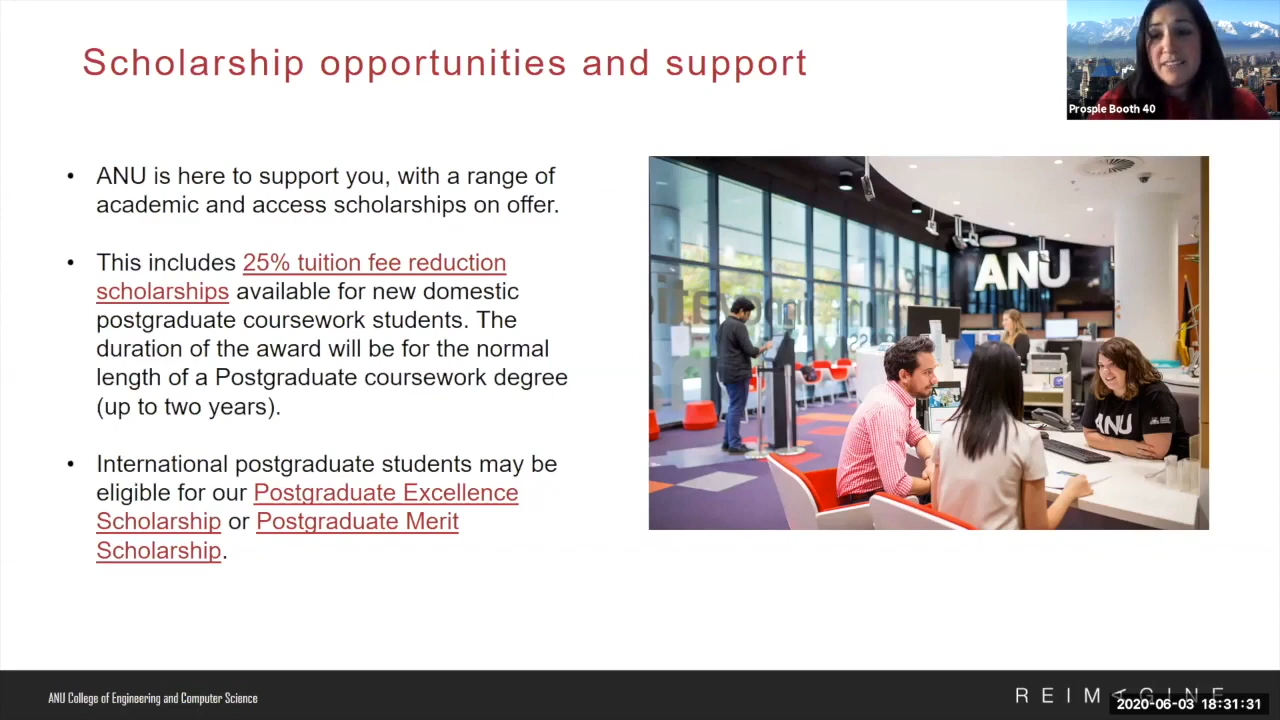 Scholarship opportunities and support
Prosple Booth 40
• ANU is here to support you, with a range of
academic and access scholarships on offer.
• This includes 25% tuition fee reduction
scholarships available for new domestic
postgraduate coursework students. The
duration of the award will be for the normal
length of a Postgraduate coursework degree
(up to two years).
• International postgraduate students may be
eligible for our Postgraduate Excellence
Scholarship or Postgraduate Merit
Scholarship.
ANU
ANU
ANU College of Engineering and Computer Science
REIMAGINE
2020-06-03 18:31:31